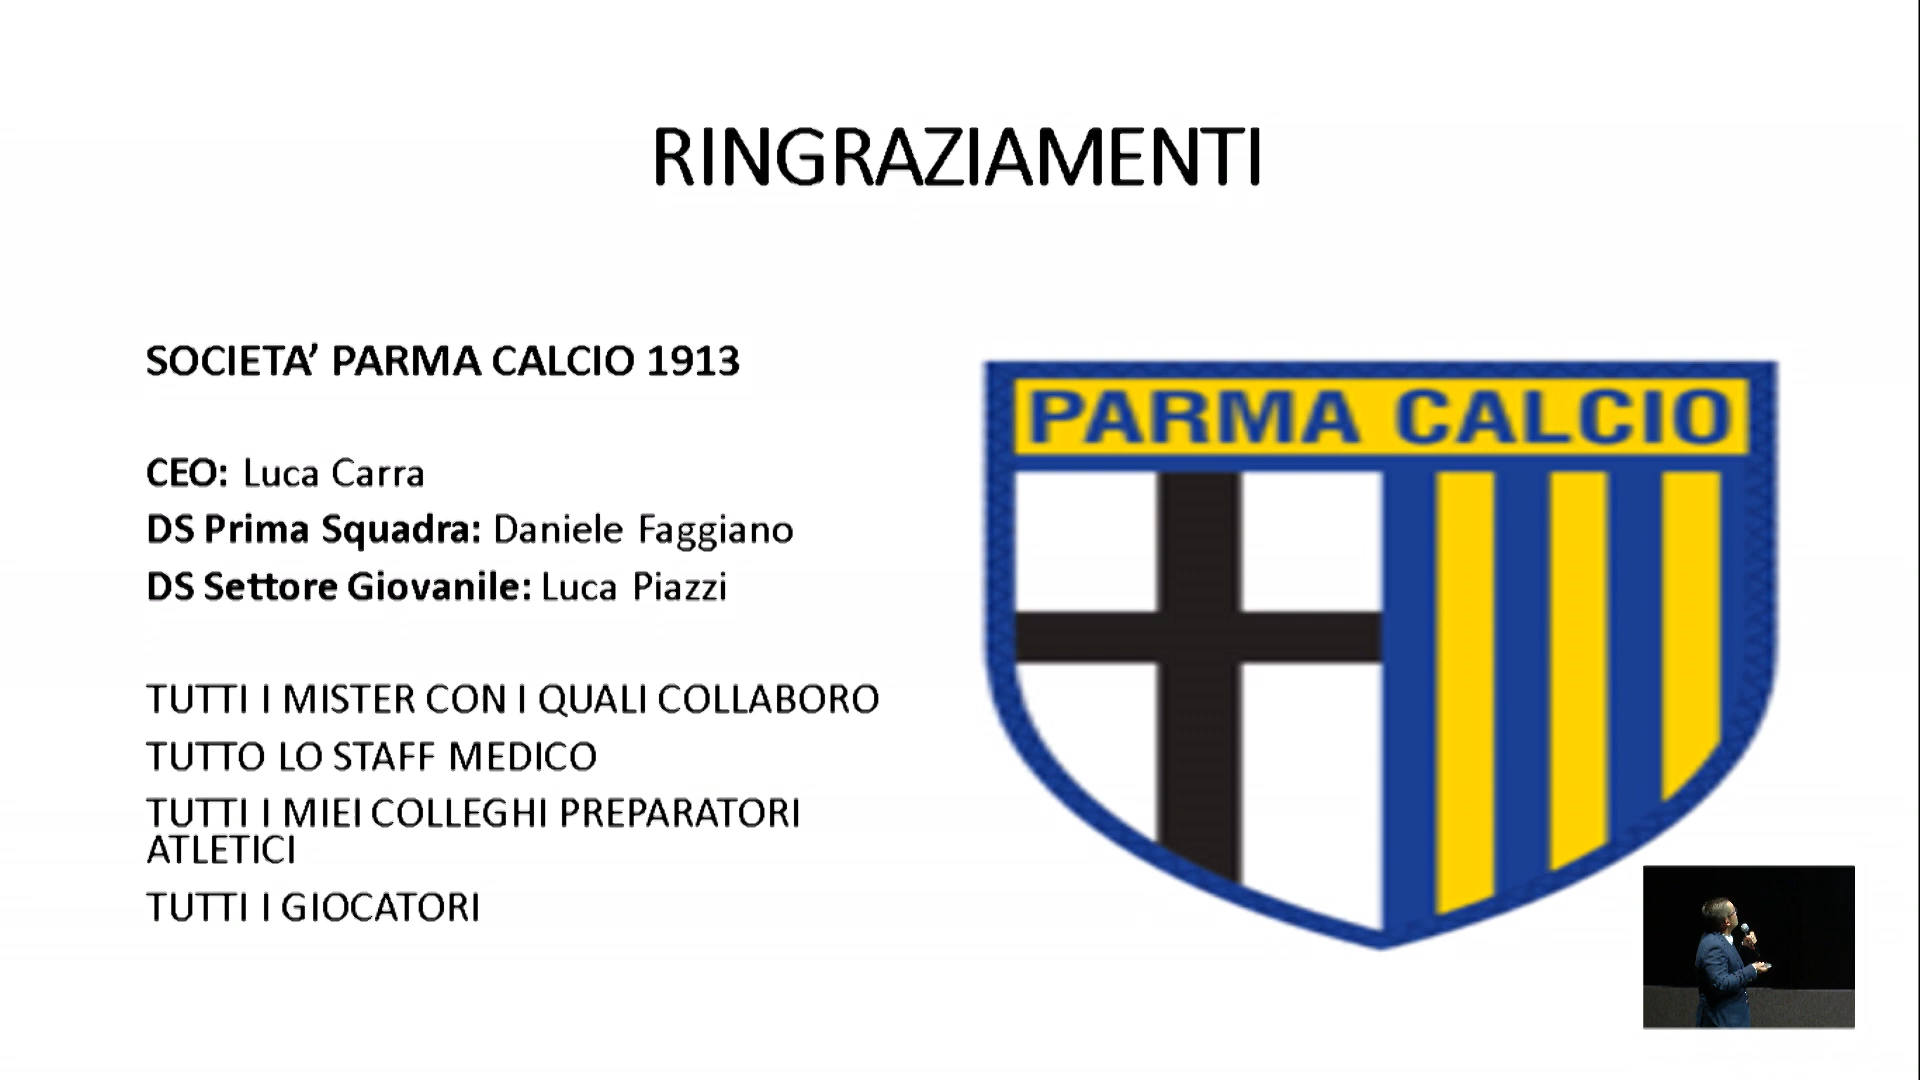 RINGRAZIAMENTI
SOCIETA’ PARMA CALCIO 1913
CEO: Luca Carra
DS Prima Squadra: Daniele Faggiano
DS Settore Giovanile: Luca Piazzi
TUTTI I MISTER CON I QUALI COLLABORO
TUTTO LO STAFF MEDICO
TUTTI I MIEI COLLEGHI PREPARATORI
ATLETICI
TUTTI I GIOCATORI
PARMA CALCIO